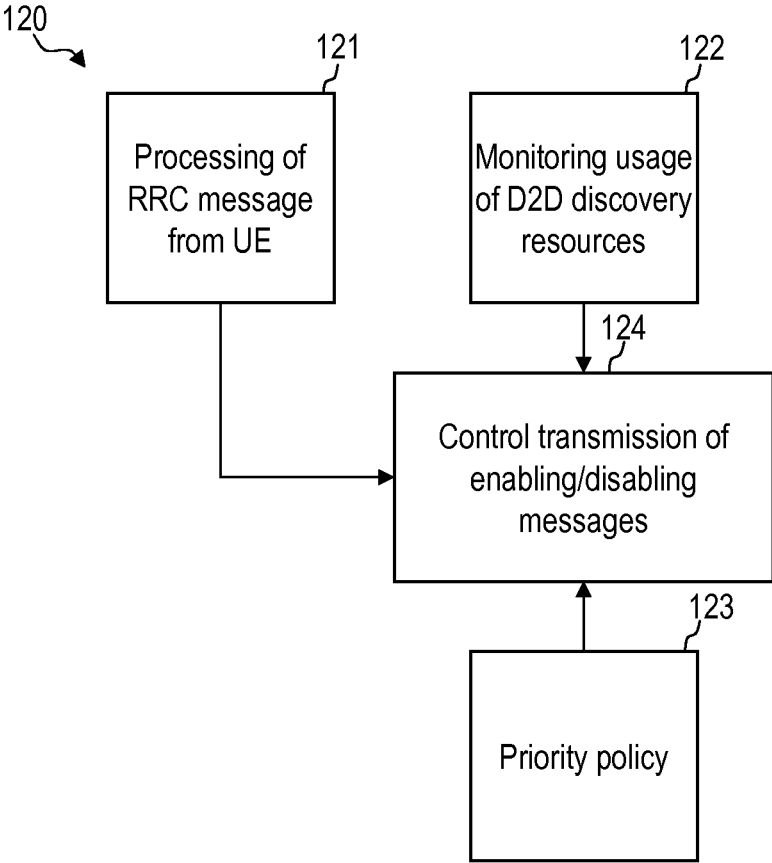 120
121
Processing of
RRC message
from UE
122
Monitoring usage
of D2D discovery
resources
124
Control transmission of
enabling/disabling
messages
123
Priority policy